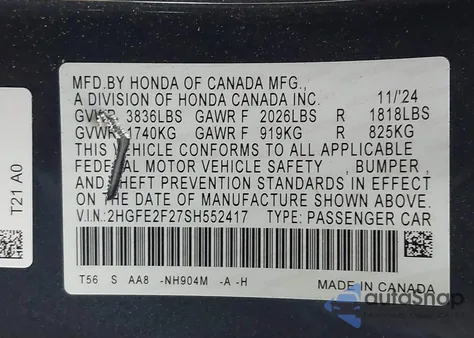 MFD.BY HONDA OF CANADA MFG.,
A DIVISION OF HONDA CANADA INC. 11/'24
GVWR 3836LBS GAWR F 2026LBS R 1818LBS
GVWR 1740KG GAWR F 919KG R 825KG
THIS VEHICLE CONFORMS TO ALL APPLICABLE
FEDERAL MOTOR VEHICLE SAFETY , BUMPER ,
AND THEFT PREVENTION STANDARDS IN EFFECT
ON THE DATE OF MANUFACTURE SHOWN ABOVE.
V.I.N:2HGFE2F27SH552417 TYPE: PASSENGER CAR
T56 S AA8 -NH904M -A -H
MADE IN CANADA
T21 A0
autoShop